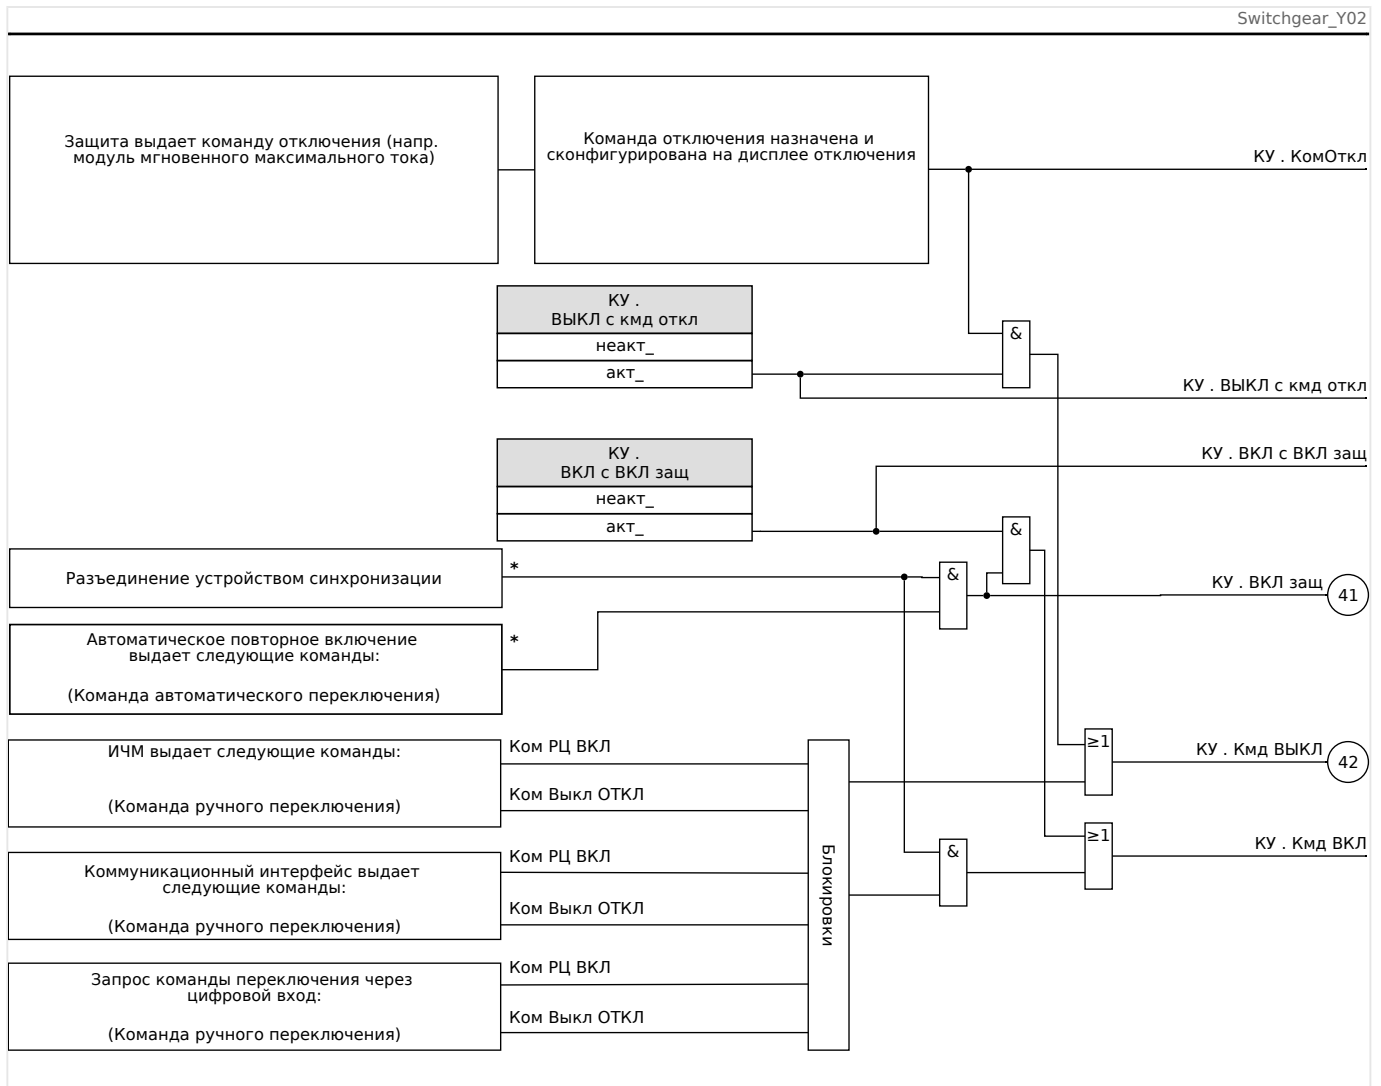 Switchgear_Y02
Защита выдает команду отключения (напр.
модуль мгновенного максимального тока)
Команда отключения назначена и
сконфигурирована на дисплее отключения
КУ . КомОткл
КУ .
ВЫКЛ с кмд откл
неакт_
акт_
&
КУ . ВЫКЛ с кмд откл
КУ .
ВКЛ с ВКЛ защ
неакт_
акт_
КУ . ВКЛ с ВКЛ защ
&
Разъединение устройством синхронизации
*
&
КУ . ВКЛ защ
41
Автоматическое повторное включение
выдает следующие команды:
(Команда автоматического переключения)
*
ИЧМ выдает следующие команды:
(Команда ручного переключения)
Ком РЦ ВКЛ
Ком Выкл ОТКЛ
≥1
КУ . Кмд ВЫКЛ
42
Коммуникационный интерфейс выдает
следующие команды:
(Команда ручного переключения)
Ком РЦ ВКЛ
Ком Выкл ОТКЛ
Блокировки
&
≥1
КУ . Кмд ВКЛ
Запрос команды переключения через
цифровой вход:
(Команда ручного переключения)
Ком РЦ ВКЛ
Ком Выкл ОТКЛ